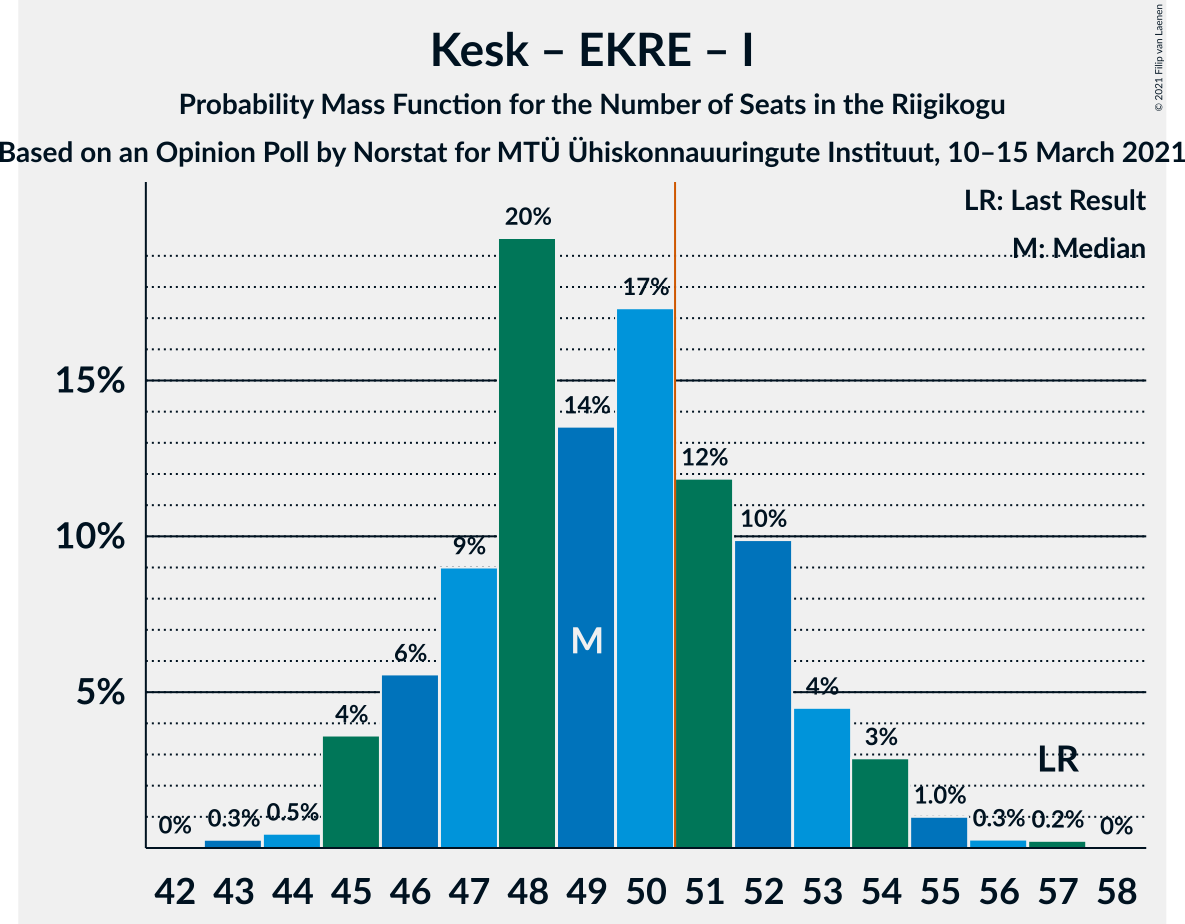 Kesk – EKRE – I
Probability Mass Function for the Number of Seats in the Riigikogu
Based on an Opinion Poll by Norstat for MTÜ Ühiskonnauuringute Instituut, 10–15 March 2021
© 2021 Filip van Laenen
LR: Last Result
M: Median
20%
17%
15%
14%
12%
10%
10%
9%
6%
M
5%
4%
4%
3%
LR
1.0%
0% 0.3% 0.5% 0.3% 0.2% 0%
42 43 44 45 46 47 48 49 50 51 52 53 54 55 56 57 58